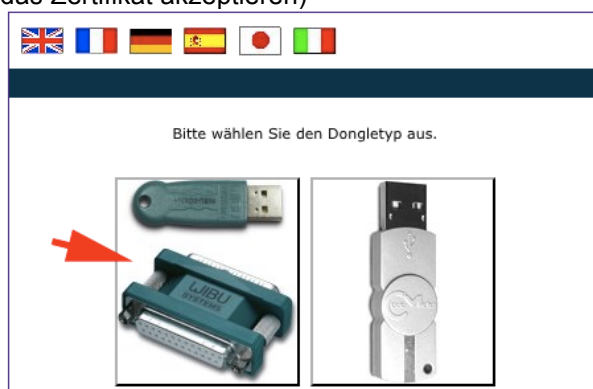 das Zertifikat akzeptieren)
Bitte wählen Sie den Dongletyp aus.
WIBU
SYSTEMS